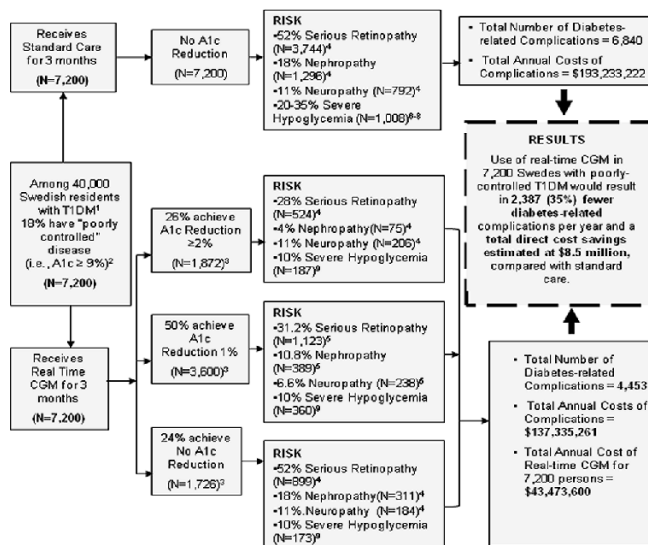 Receives
Standard Care
for 3 months
(N=7,200)
No A1c
Reduction
(N=7,200)
RISK
•52% Serious Retinopathy
(N=3,744)⁴
•18% Nephropathy
(N=1,296)⁴
•11% Neuropathy (N=792)⁴
•20-35% Severe
Hypoglycemia (N=1,008)⁶⁻⁸
• Total Number of Diabetes-
related Complications = 6,840
• Total Annual Costs of
Complications = $193,233,222
RESULTS
Use of real-time CGM in
7,200 Swedes with poorly-
controlled T1DM would result
in 2,387 (35%) fewer
diabetes-related
complications per year and a
total direct cost savings
estimated at $8.5 million,
compared with standard
care.
Among 40,000
Swedish residents
with T1DM¹
18% have "poorly
controlled"
disease
(i.e., A1c ≥ 9%)²
(N=7,200)
26% achieve
A1c Reduction
≥2%
(N=1,872)³
RISK
•28% Serious Retinopathy
(N=524)⁴
•4% Nephropathy(N=75)⁴
•11% Neuropathy (N=206)⁴
•10% Severe Hypoglycemia
(N=187)⁹
50% achieve
A1c
Reduction 1%
(N=3,600)³
RISK
•31.2% Serious Retinopathy
(N=1,123)⁵
•10.8% Nephropathy
(N=389)⁵
•6.6% Neuropathy (N=238)⁵
•10% Severe Hypoglycemia
(N=360)⁹
Receives
Real Time
CGM for 3
months
(N=7,200)
24% achieve
No A1c
Reduction
(N=1,726)³
RISK
•52% Serious Retinopathy
(N=899)⁴
•18% Nephropathy(N=311)⁴
•11% Neuropathy (N=184)⁴
•10% Severe Hypoglycemia
(N=173)⁹
• Total Number of
Diabetes-related
Complications = 4,453
• Total Annual Costs of
Complications =
$137,335,261
• Total Annual Cost of
Real-time CGM for
7,200 persons =
$43,473,600